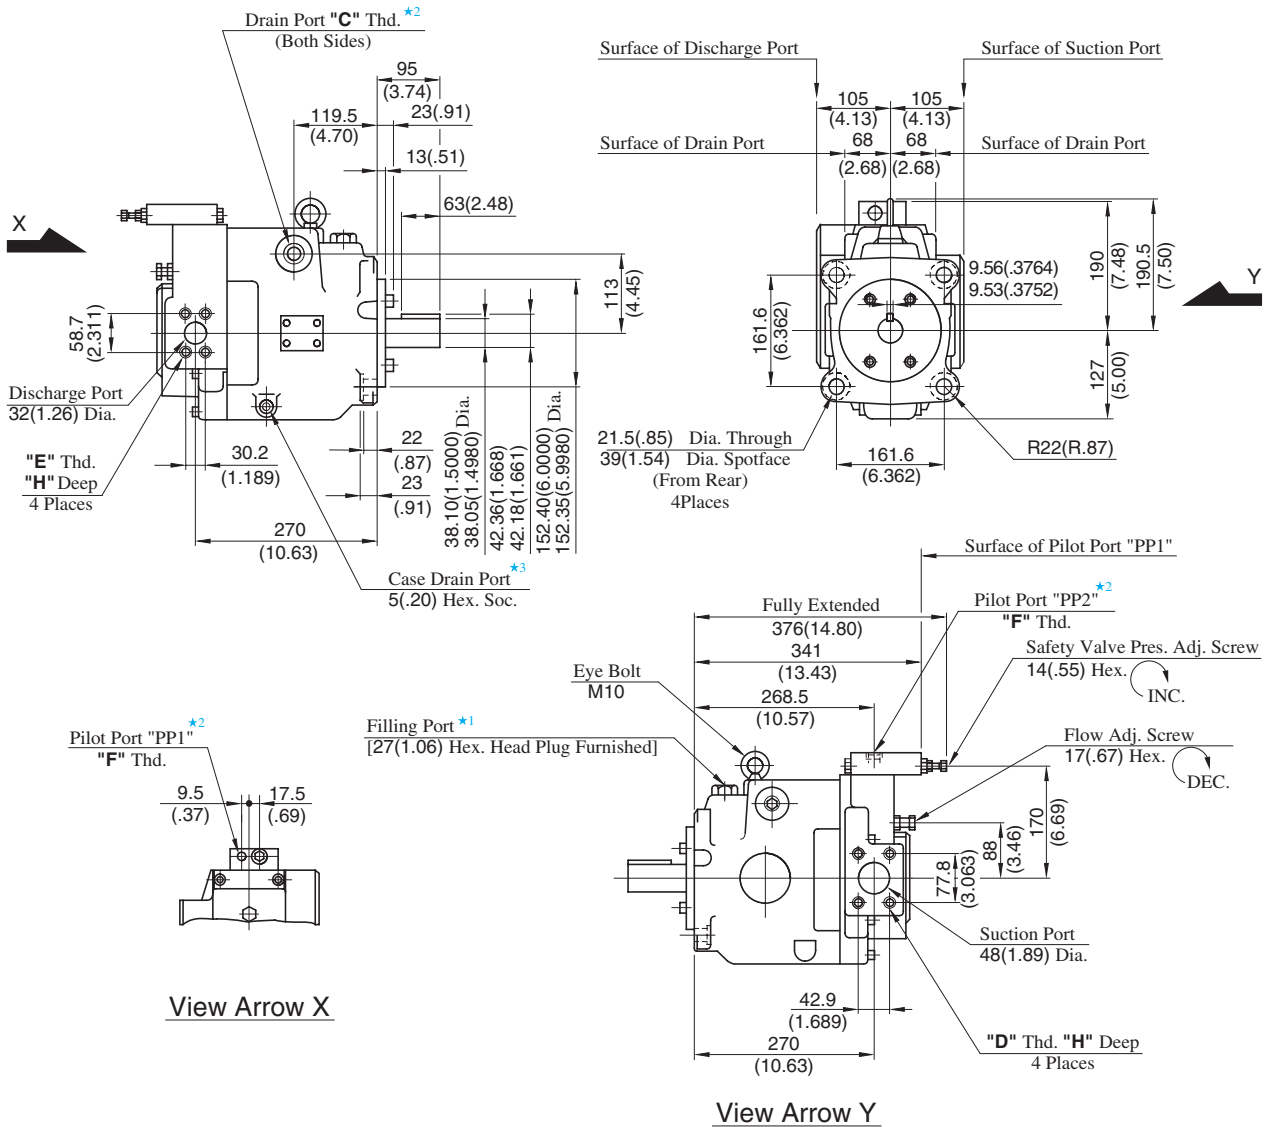 Drain Port "C" Thd. ★2
(Both Sides)
95
(3.74)
119.5
(4.70)
23(.91)
13(.51)
63(2.48)
X
58.7
(2.311)
113
(4.45)
Discharge Port
32(1.26) Dia.
"E" Thd.
"H" Deep
4 Places
30.2
(1.189)
22
(.87)
23
(.91)
270
(10.63)
38.10(1.5000) Dia.
38.05(1.4980)
42.36(1.668)
42.18(1.661)
152.40(6.0000) Dia.
152.35(5.9980)
Case Drain Port ★3
5(.20) Hex. Soc.
Surface of Discharge Port
Surface of Suction Port
105
(4.13)
105
(4.13)
Surface of Drain Port
68
(2.68)
68
(2.68)
Surface of Drain Port
190
(7.48)
190.5
(7.50)
Y
9.56(.3764)
9.53(.3752)
161.6
(6.362)
127
(5.00)
21.5(.85) Dia. Through
39(1.54) Dia. Spotface
(From Rear)
4Places
161.6
(6.362)
R22(R.87)
Surface of Pilot Port "PP1"
Fully Extended
376(14.80)
Pilot Port "PP2" ★2
"F" Thd.
341
(13.43)
Safety Valve Pres. Adj. Screw
14(.55) Hex.
INC.
Eye Bolt
M10
268.5
(10.57)
Filling Port ★1
[27(1.06) Hex. Head Plug Furnished]
Flow Adj. Screw
17(.67) Hex.
DEC.
Pilot Port "PP1" ★2
"F" Thd.
9.5
(.37)
17.5
(.69)
170
(6.69)
88
(3.46)
77.8
(3.063)
Suction Port
48(1.89) Dia.
View Arrow X
42.9
(1.689)
270
(10.63)
"D" Thd. "H" Deep
4 Places
View Arrow Y